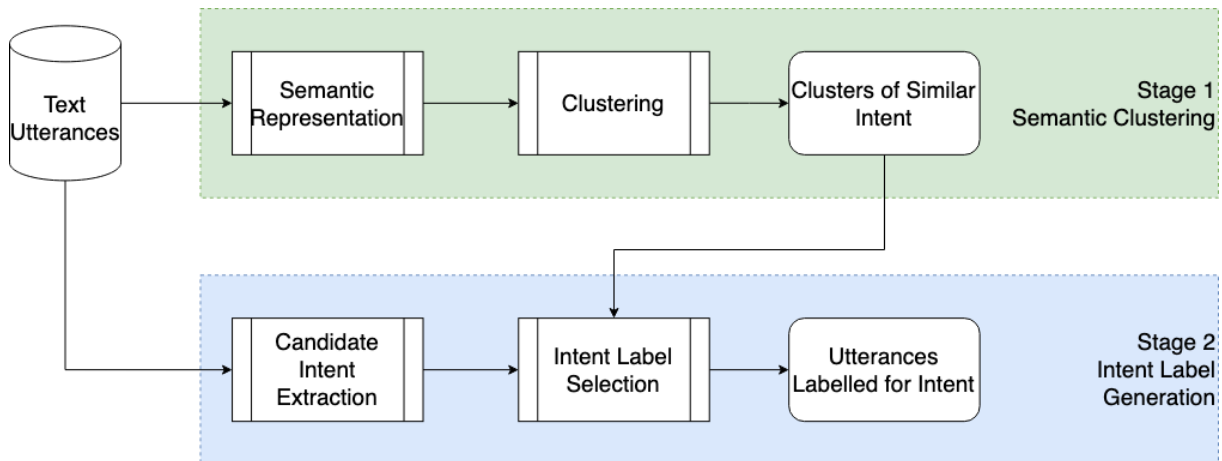 Text
Utterances
Semantic
Representation
Clustering
Clusters of Similar
Intent
Stage 1
Semantic Clustering
Candidate
Intent
Extraction
Intent Label
Selection
Utterances
Labelled for Intent
Stage 2
Intent Label
Generation